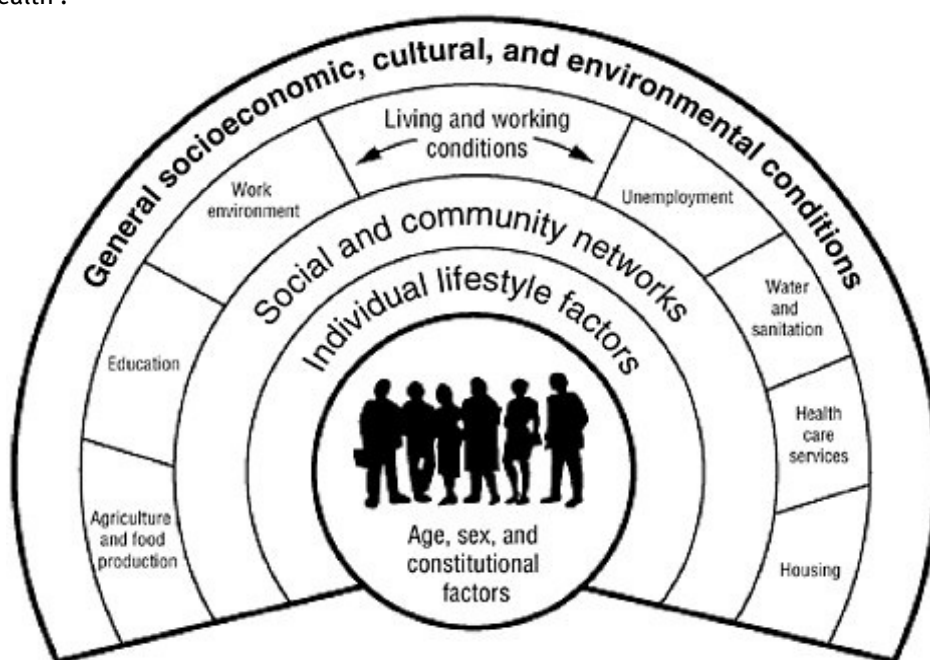 ealth .
General socioeconomic, cultural, and environmental conditions
Living and working
conditions
Work
environment
Unemployment
Education
Water
and
sanitation
Agriculture
and food
production
Health
care
services
Housing
Social and community networks
Individual lifestyle factors
Age, sex, and
constitutional
factors